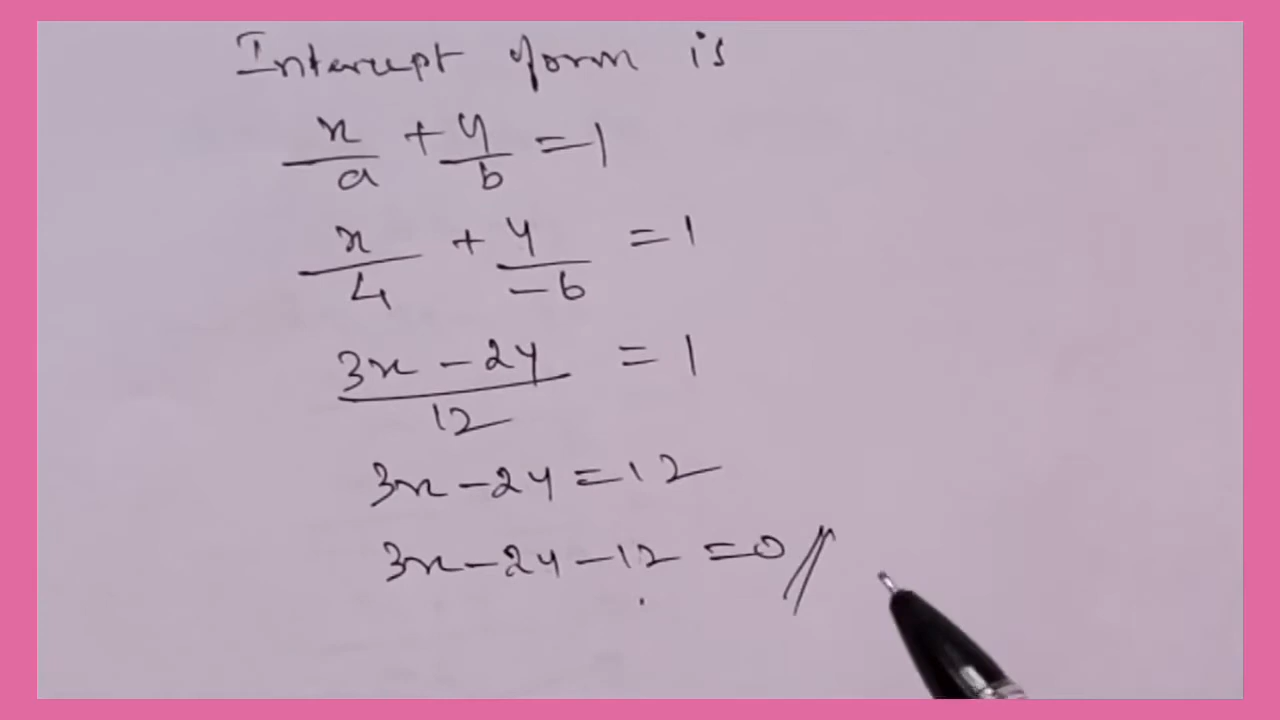 Intercept form is
x/a + y/b = 1
x/4 + y/-6 = 1
3x - 2y/12 = 1
3x - 2y = 12
3x - 2y - 12 = 0 //